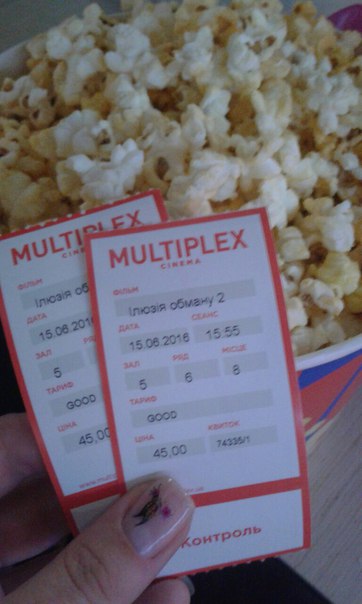 MULTIPLEX
CINEMA
ФІЛЬМ
Ілюзія об
ДАТА
15.06.2016
ЗАЛ
5
ТАРИФ
GOOD
ЦІНА
45,00
MULTIPLEX
CINEMA
ФІЛЬМ
Ілюзія обману 2
ДАТА СЕАНС
15.06.2016 15:55
ЗАЛ РЯД МІСЦЕ
5 6 8
ТАРИФ
GOOD
ЦІНА КВИТОК
45,00 74335/1
Контроль